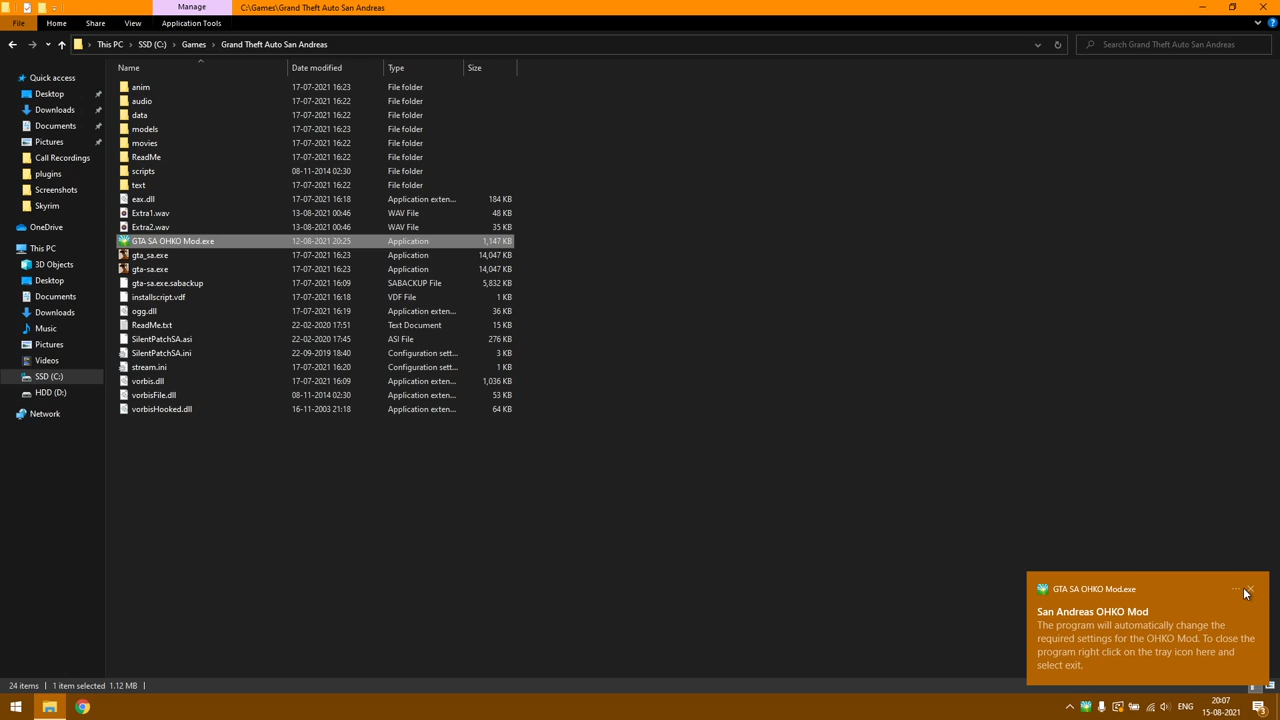 Manage
C:\Games\Grand Theft Auto San Andreas
File
Home
Share
View
Application Tools
This PC
SSD (C:)
Games
Grand Theft Auto San Andreas
Search Grand Theft Auto San Andreas
Name
Date modified
Type
Size
Quick access
Desktop
Downloads
Documents
Pictures
Call Recordings
plugins
Screenshots
Skyrim
OneDrive
This PC
3D Objects
Desktop
Documents
Downloads
Music
Pictures
Videos
SSD (C:)
HDD (D:)
Network
anim 17-07-2021 16:23 File folder
audio 17-07-2021 16:22 File folder
data 17-07-2021 16:22 File folder
models 17-07-2021 16:23 File folder
movies 17-07-2021 16:22 File folder
ReadMe 17-07-2021 16:22 File folder
scripts 08-11-2014 02:30 File folder
text 17-07-2021 16:22 File folder
eax.dll 17-07-2021 16:18 Application exten... 184 KB
Extra1.wav 13-08-2021 00:46 WAV File 48 KB
Extra2.wav 13-08-2021 00:46 WAV File 35 KB
GTA SA OHKO Mod.exe 12-08-2021 20:25 Application 1,147 KB
gta_sa.exe 17-07-2021 16:23 Application 14,047 KB
gta-sa.exe 17-07-2021 16:23 Application 14,047 KB
gta-sa.exe.sabackup 17-07-2021 16:09 SABACKUP File 5,832 KB
installscript.vdf 17-07-2021 16:18 VDF File 1 KB
ogg.dll 17-07-2021 16:19 Application exten... 36 KB
ReadMe.txt 22-02-2020 17:51 Text Document 15 KB
SilentPatchSA.asi 22-02-2020 17:45 ASI File 276 KB
SilentPatchSA.ini 22-09-2019 18:40 Configuration sett... 3 KB
stream.ini 17-07-2021 16:20 Configuration sett... 1 KB
vorbis.dll 17-07-2021 16:09 Application exten... 1,036 KB
vorbisFile.dll 08-11-2014 02:30 Application exten... 53 KB
vorbisHooked.dll 16-11-2003 21:18 Application exten... 64 KB
GTA SA OHKO Mod.exe
San Andreas OHKO Mod
The program will automatically change the
required settings for the OHKO Mod. To close the
program right click on the tray icon here and
select exit.
24 items
1 item selected 1.12 MB
ENG
20:07
15-08-2021
3